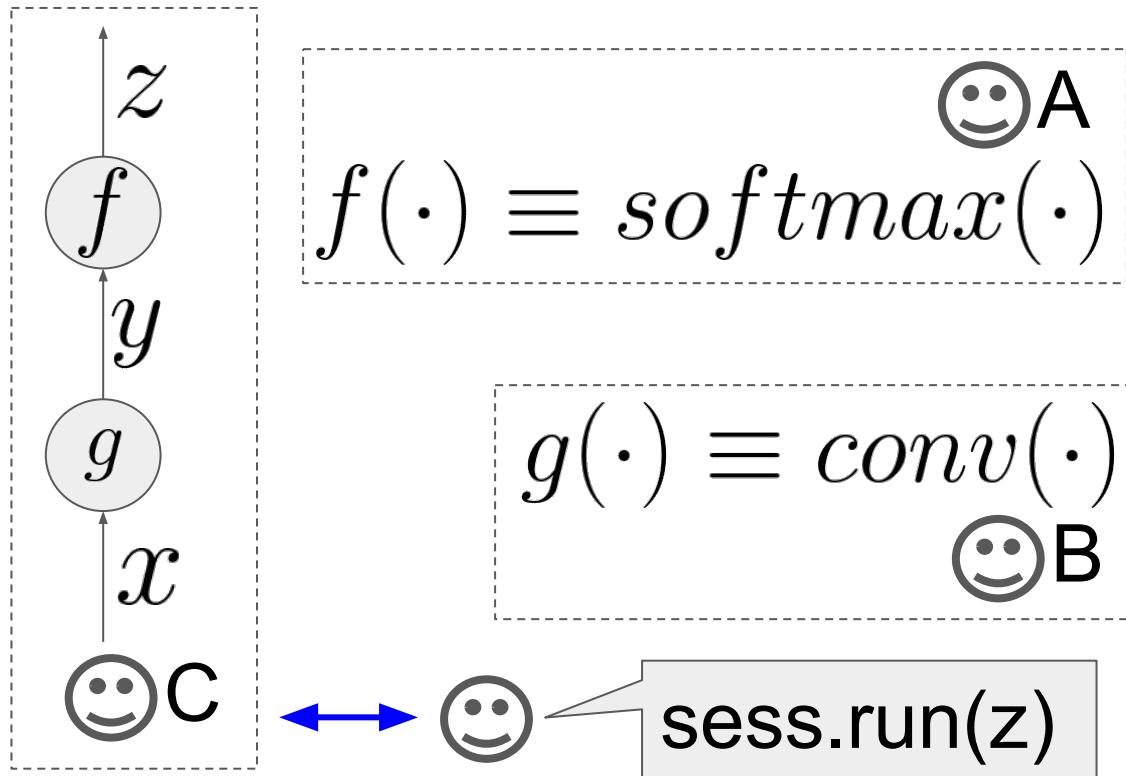 z
f
y
g
x
C
A
f(·) ≡ softmax(·)
g(·) ≡ conv(·)
B
sess.run(z)